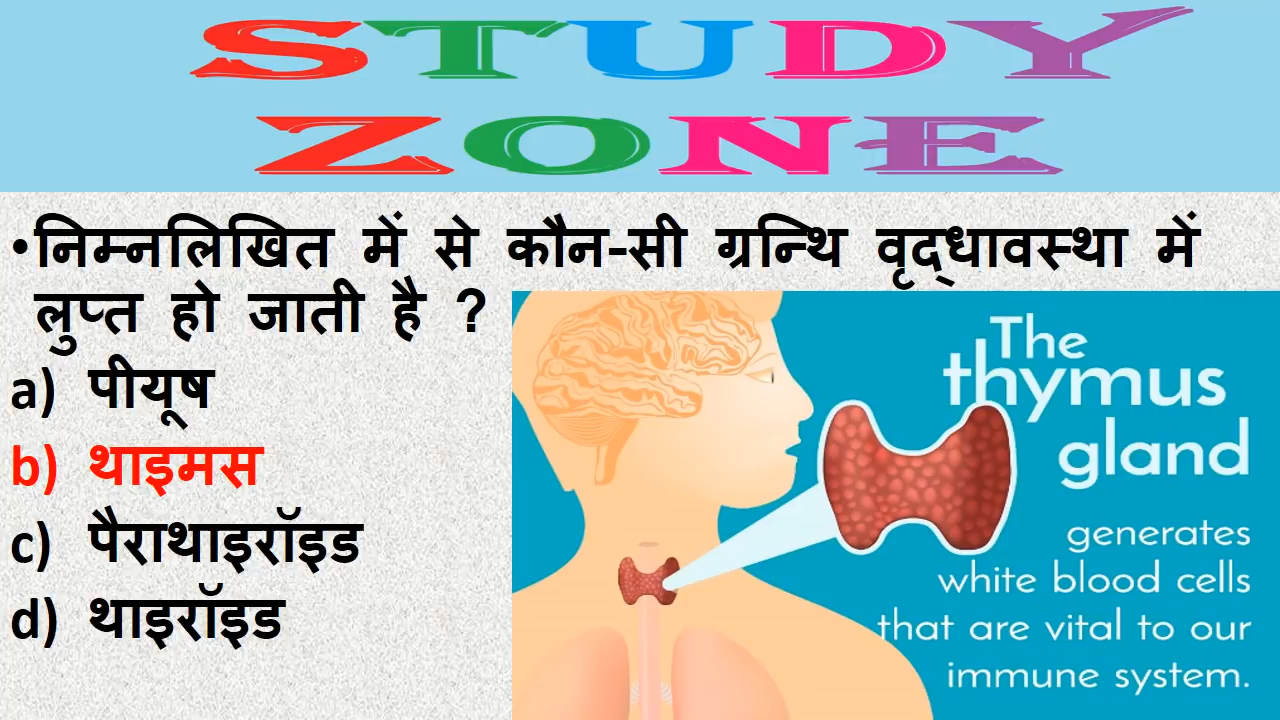 STUDY
ZONE
•निम्नलिखित में से कौन-सी ग्रन्थि वृद्धावस्था में
लुप्त हो जाती है ?
a) पीयूष
b) थाइमस
c) पैराथाइरॉइड
d) थाइरॉइड
The
thymus
gland
generates
white blood cells
that are vital to our
immune system.